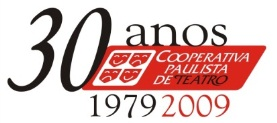 30 anos
COOPERATIVA
PAULISTA
DE TEATRO
1979 2009